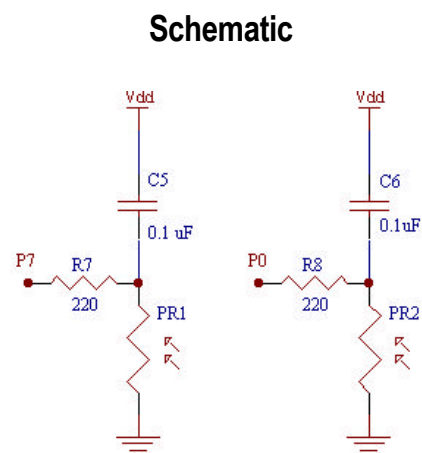 Schematic
Vdd
C5
0.1 uF
P7
R7
220
PR1
Vdd
C6
0.1uF
P0
R8
220
PR2